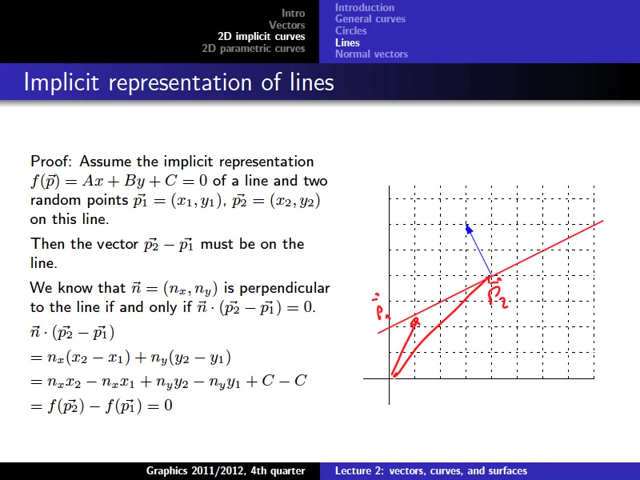 Intro
Vectors
2D implicit curves
2D parametric curves
Introduction
General curves
Circles
Lines
Normal vectors
Implicit representation of lines
Proof: Assume the implicit representation
f(p⃗) = Ax + By + C = 0 of a line and two
random points p⃗₁ = (x₁, y₁), p⃗₂ = (x₂, y₂)
on this line.
Then the vector p⃗₂ − p⃗₁ must be on the
line.
We know that n⃗ = (nₓ, n_y) is perpendicular
to the line if and only if n⃗ · (p⃗₂ − p⃗₁) = 0.
n⃗ · (p⃗₂ − p⃗₁)
= nₓ(x₂ − x₁) + n_y(y₂ − y₁)
= nₓx₂ − nₓx₁ + n_yy₂ − n_yy₁ + C − C
= f(p⃗₂) − f(p⃗₁) = 0
p⃗₁
p⃗₂
Graphics 2011/2012, 4th quarter
Lecture 2: vectors, curves, and surfaces